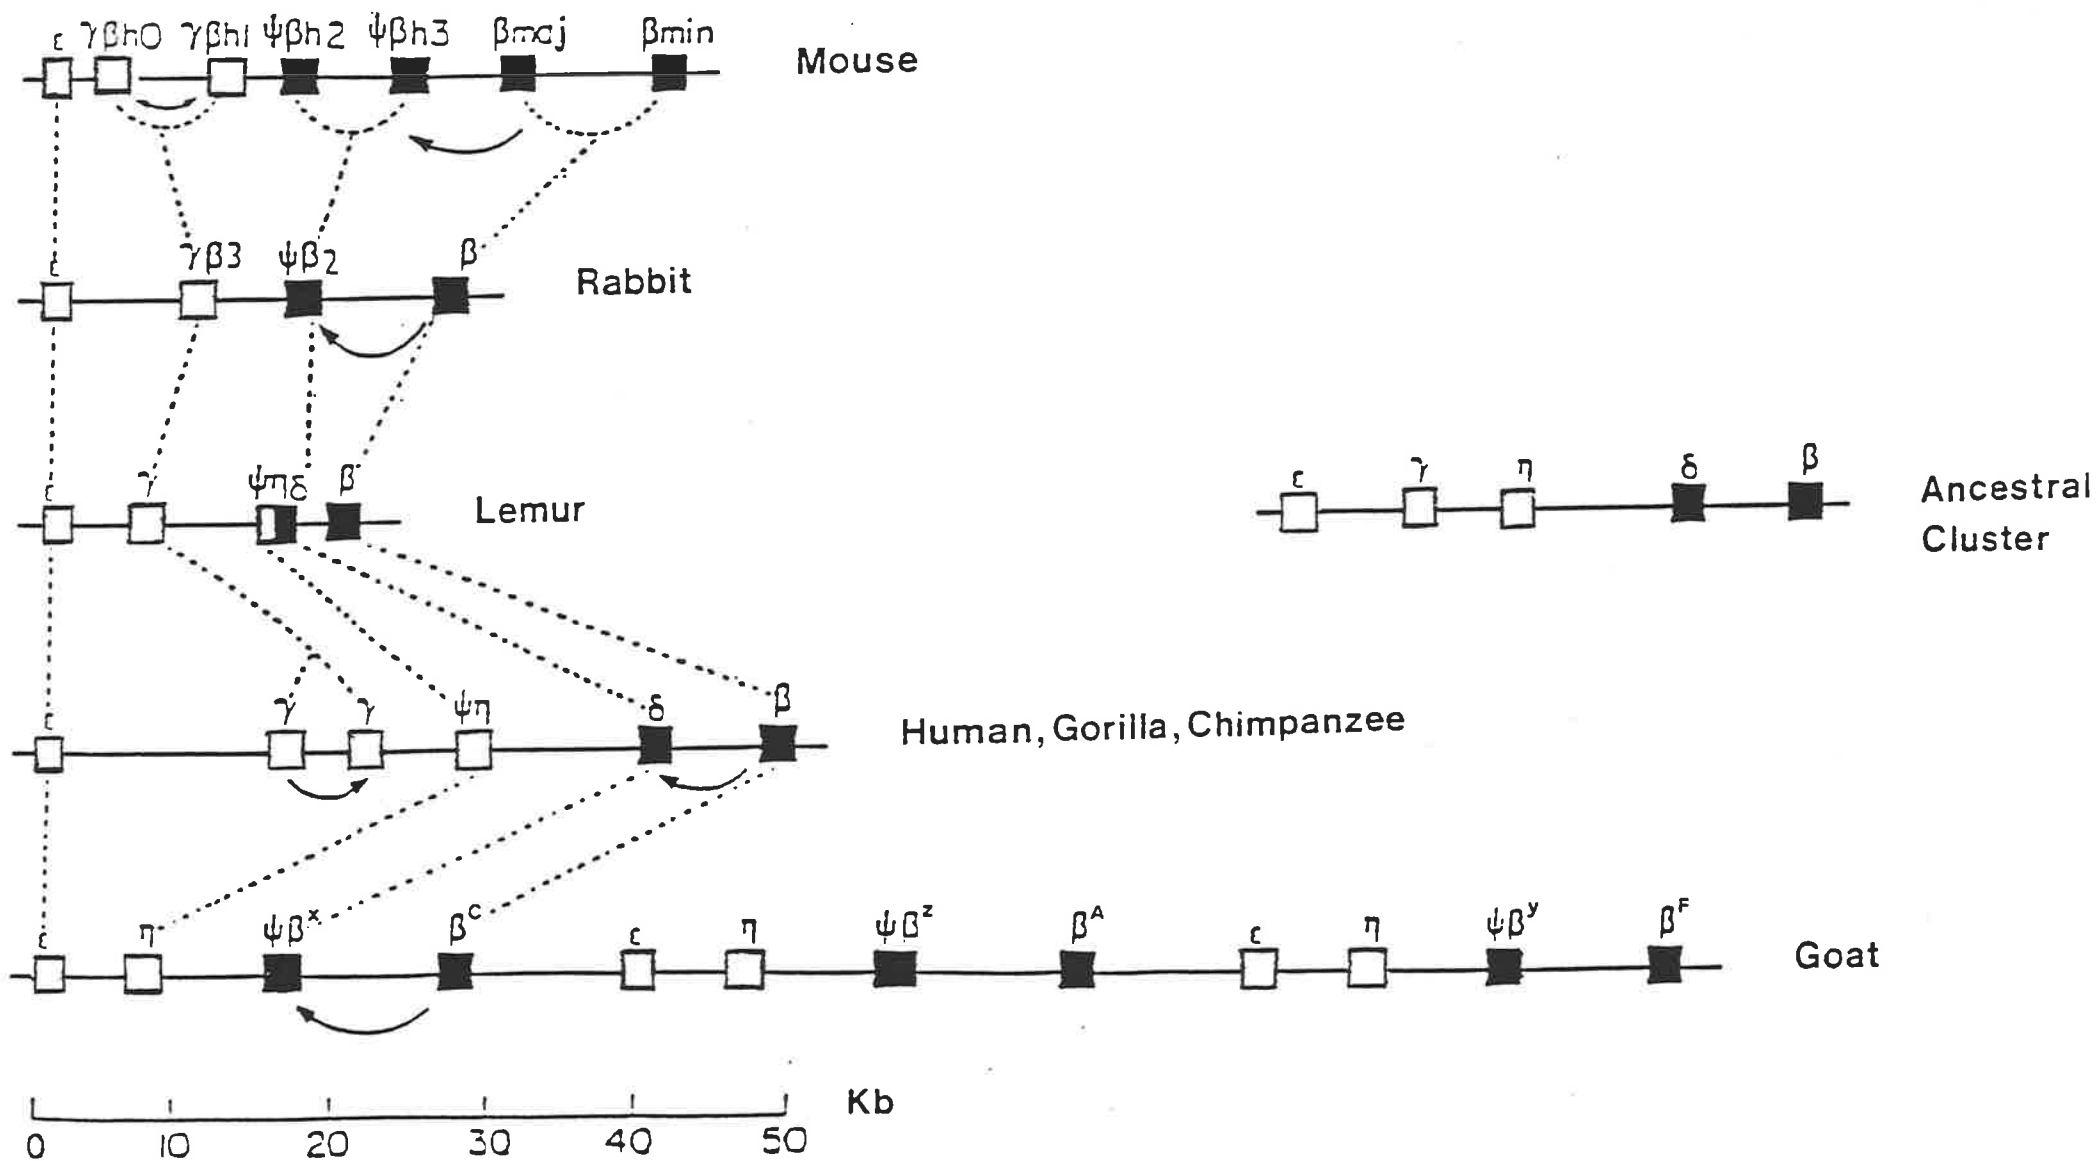 ε γβh0 γβh1 ψβh2 ψβh3 βmaj βmin
Mouse
ε γβ3 ψβ2 β
Rabbit
ε γ ψηδ β
Lemur
ε γ η δ β
Ancestral
Cluster
ε γ γ ψη δ β
Human, Gorilla, Chimpanzee
ε η ψβˣ βᶜ ε η ψβᶻ βᴬ ε η ψβʸ βF
Goat
Kb
0 10 20 30 40 50